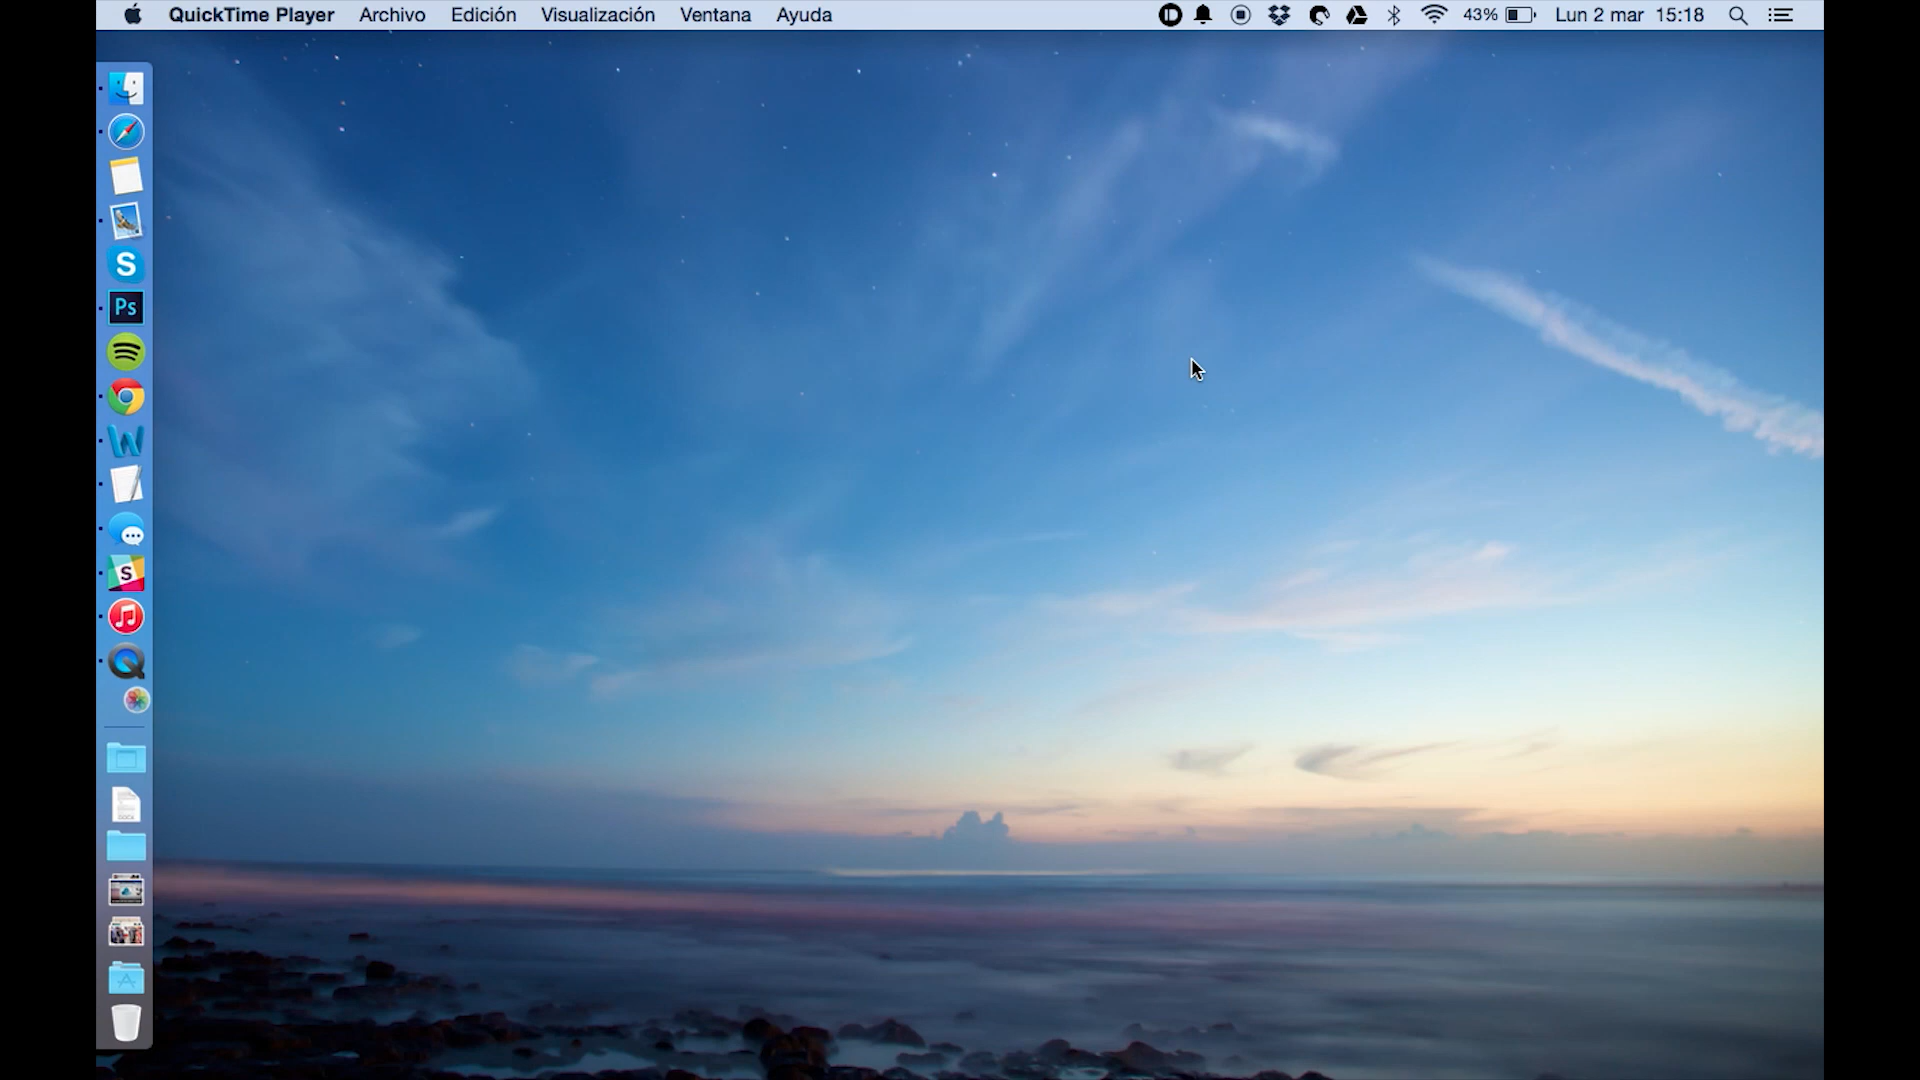 QuickTime Player Archivo Edición Visualización Ventana Ayuda 43% Lun 2 mar 15:18
S
Ps
W
S